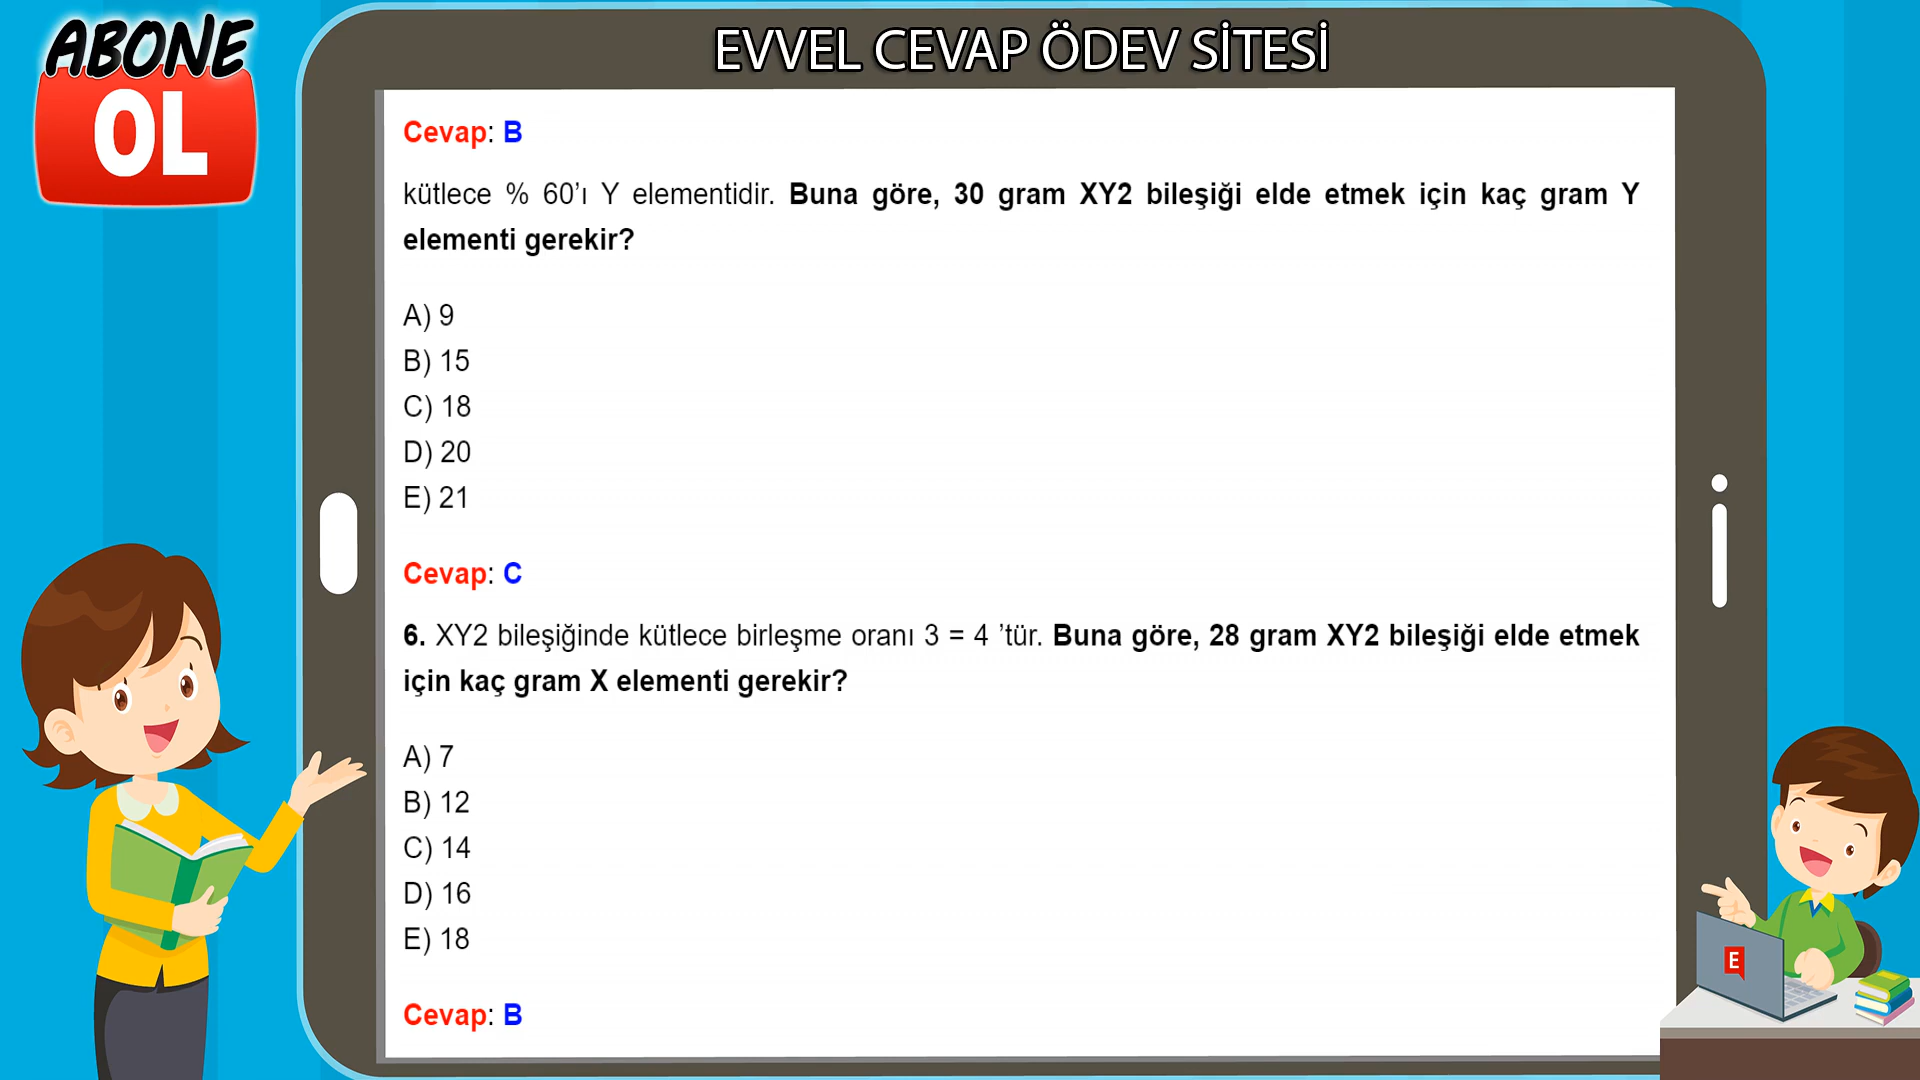 ABONE
OL
EVVEL CEVAP ÖDEV SİTESİ
Cevap: B
kütlece % 60’ı Y elementidir. Buna göre, 30 gram XY2 bileşiği elde etmek için kaç gram Y
elementi gerekir?
A) 9
B) 15
C) 18
D) 20
E) 21
Cevap: C
6. XY2 bileşiğinde kütlece birleşme oranı 3 = 4 ’tür. Buna göre, 28 gram XY2 bileşiği elde etmek
için kaç gram X elementi gerekir?
A) 7
B) 12
C) 14
D) 16
E) 18
Cevap: B
E